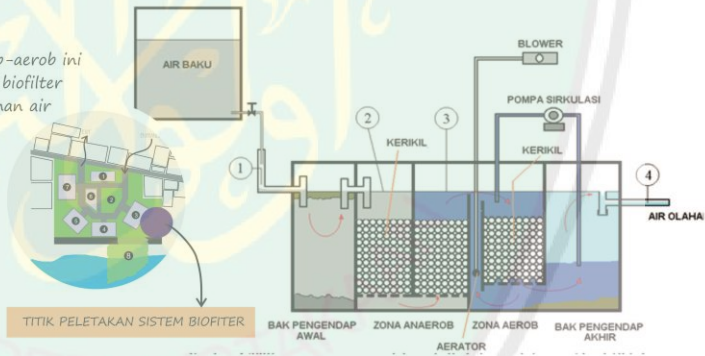 -aerob ini
biofilter
an air
AIR BAKU
BLOWER
POMPA SIRKULASI
KERIKIL
KERIKIL
1
2
3
4
AIR OLAHA
TITIK PELETAKAN SISTEM BIOFITER
BAK PENGENDAP
AWAL
ZONA ANAEROB
AERATOR
ZONA AEROB
BAK PENGENDAP
AKHIR